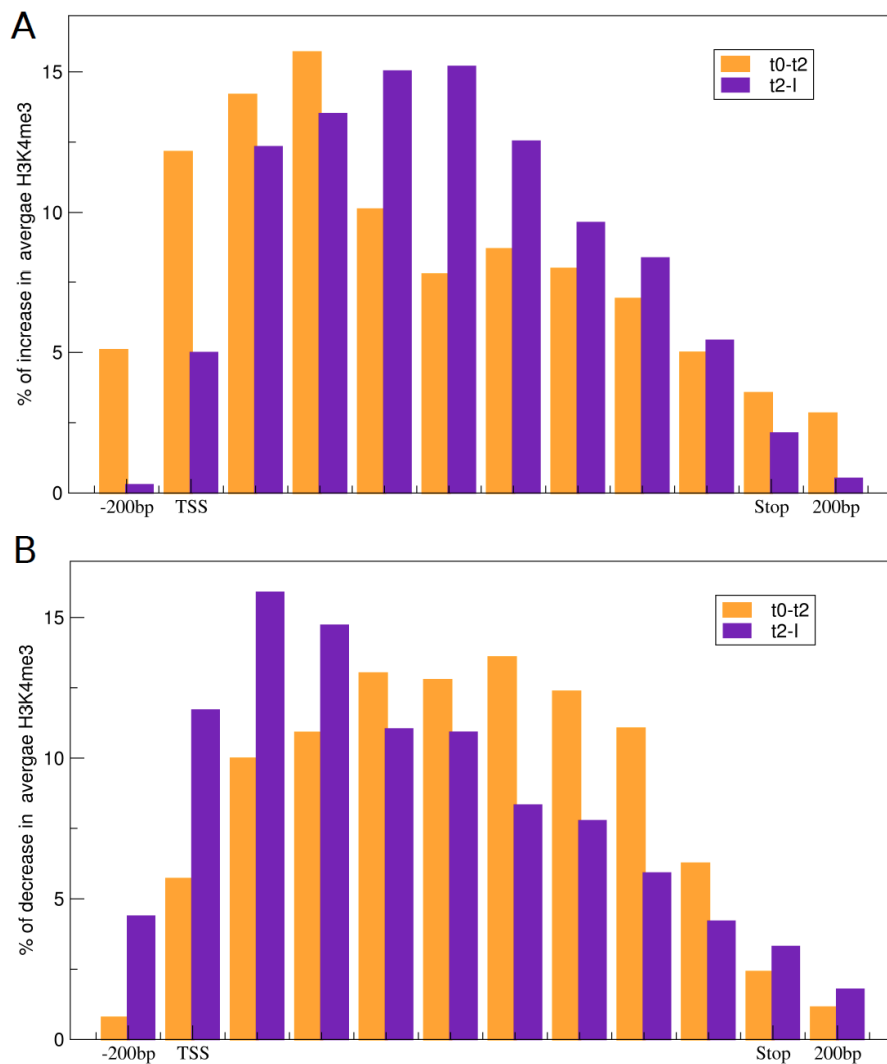 A
% of increase in avergae H3K4me3
15
10
5
0
t0-t2
t2-I
-200bp TSS Stop 200bp
B
% of decrease in avergae H3K4me3
15
10
5
0
t0-t2
t2-I
-200bp TSS Stop 200bp